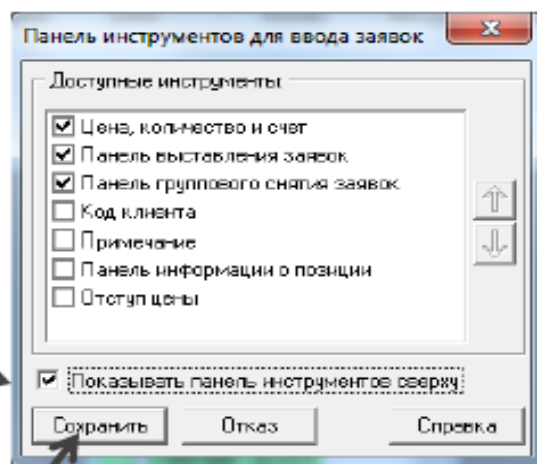 Панель инструментов для ввода заявок
Доступные инструменты
Цена, количество и счет
Панель выставления заявок
Панель группового снятия заявок
Код клиента
Примечание
Панель информации о позиции
Отступ цены
Показывать панель инструментов сверху
Сохранить Отказ Справка